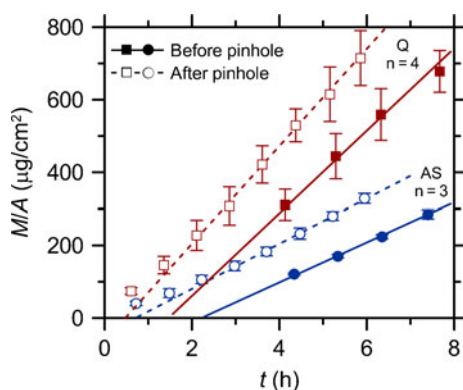 800
600
400
200
0
M/A (μg/cm²)
Before pinhole
After pinhole
Q
n = 4
AS
n = 3
0 2 4 6 8
t (h)